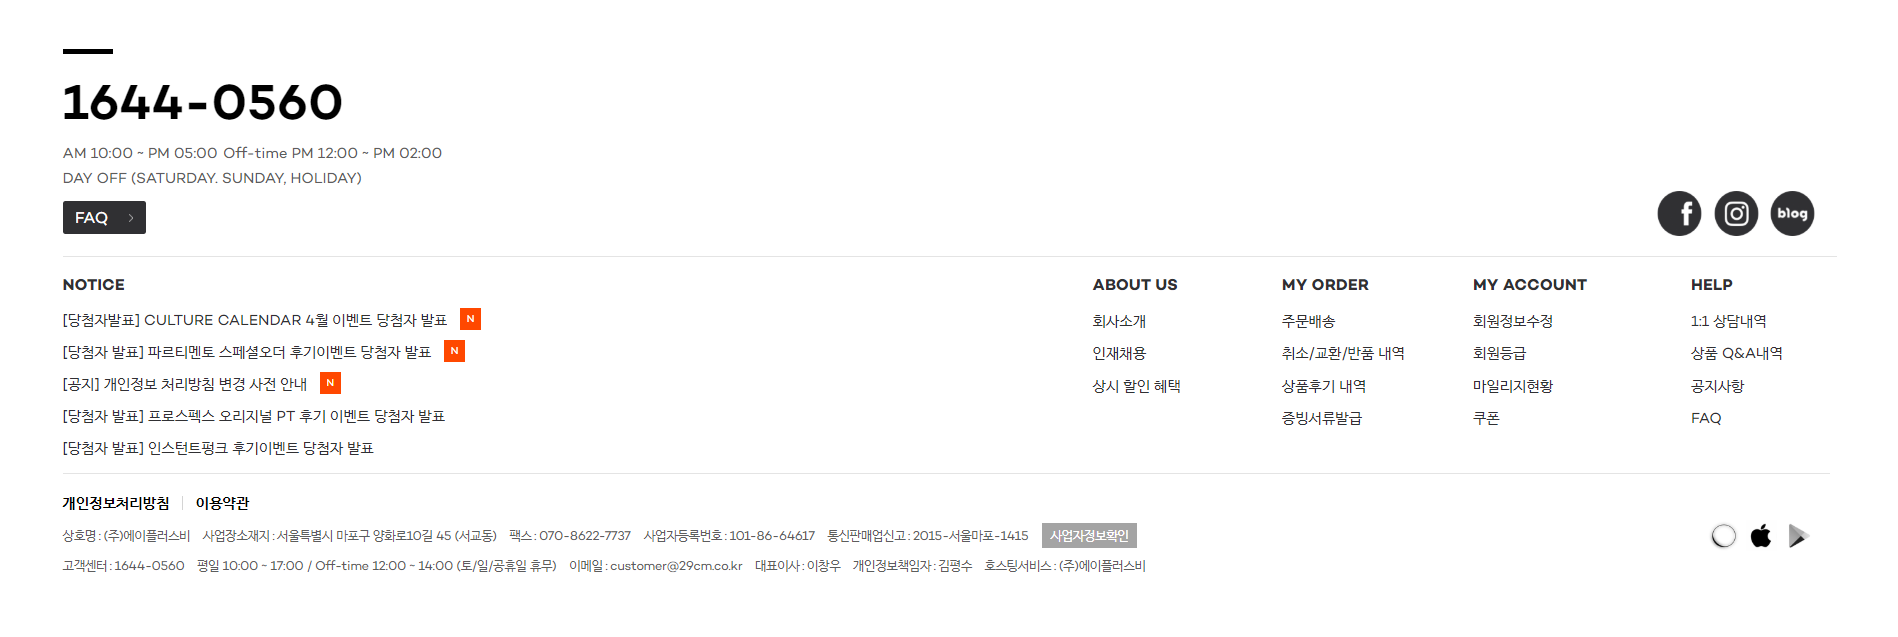 1644-0560
AM 10:00 ~ PM 05:00 Off-time PM 12:00 ~ PM 02:00
DAY OFF (SATURDAY. SUNDAY, HOLIDAY)
FAQ >
f
blog
NOTICE
[당첨자발표] CULTURE CALENDAR 4월 이벤트 당첨자 발표 N
[당첨자 발표] 파르티멘토 스페셜오더 후기이벤트 당첨자 발표 N
[공지] 개인정보 처리방침 변경 사전 안내 N
[당첨자 발표] 프로스펙스 오리지널 PT 후기 이벤트 당첨자 발표
[당첨자 발표] 인스턴트펑크 후기이벤트 당첨자 발표
ABOUT US
회사소개
인재채용
상시 할인 혜택
MY ORDER
주문배송
취소/교환/반품 내역
상품후기 내역
증빙서류발급
MY ACCOUNT
회원정보수정
회원등급
마일리지현황
쿠폰
HELP
1:1 상담내역
상품 Q&A내역
공지사항
FAQ
개인정보처리방침 | 이용약관
상호명 : (주)에이플러스비 사업장소재지 : 서울특별시 마포구 양화로10길 45 (서교동) 팩스 : 070-8622-7737 사업자등록번호 : 101-86-64617 통신판매업신고 : 2015-서울마포-1415 사업자정보확인
고객센터 : 1644-0560 평일 10:00 ~ 17:00 / Off-time 12:00 ~ 14:00 (토/일/공휴일 휴무) 이메일 : customer@29cm.co.kr 대표이사 : 이창우 개인정보책임자 : 김평수 호스팅서비스 : (주)에이플러스비